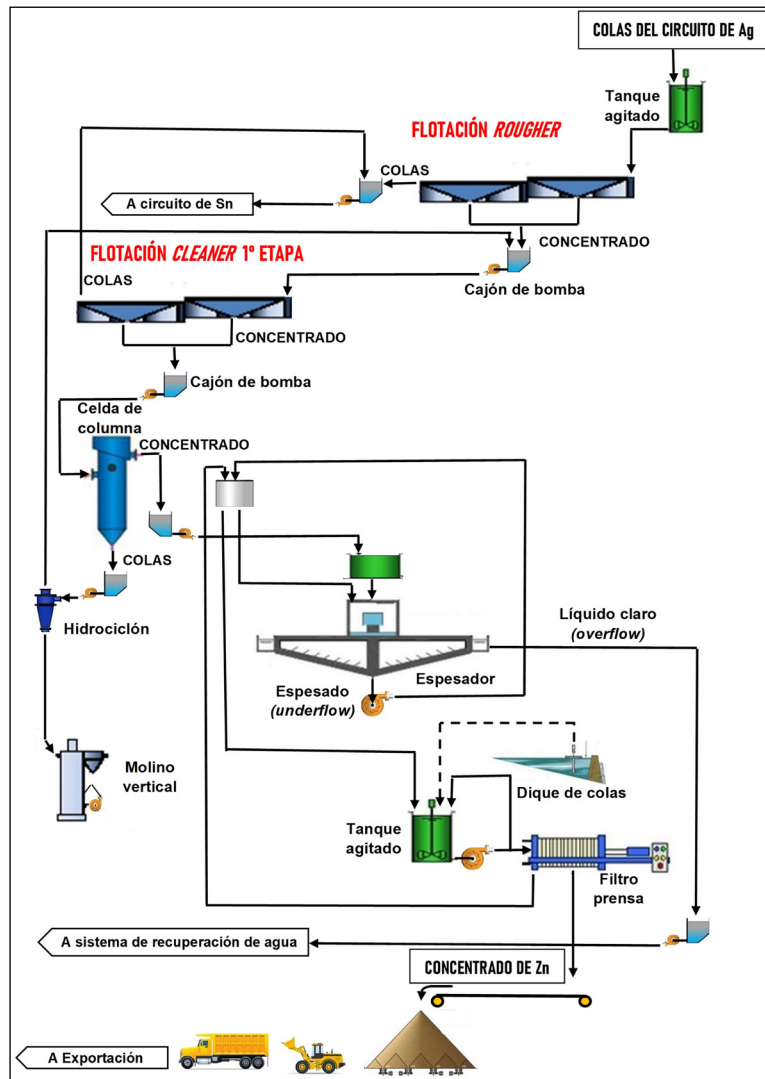 COLAS DEL CIRCUITO DE Ag
Tanque
agitado
FLOTACIÓN ROUGHER
COLAS
A circuito de Sn
CONCENTRADO
FLOTACIÓN CLEANER 1º ETAPA
COLAS
Cajón de bomba
CONCENTRADO
Cajón de bomba
Celda de
columna
CONCENTRADO
COLAS
Hidrociclón
Líquido claro
(overflow)
Espesado
(underflow)
Espesador
Molino
vertical
Dique de colas
Tanque
agitado
Filtro
prensa
A sistema de recuperación de agua
CONCENTRADO DE Zn
A Exportación